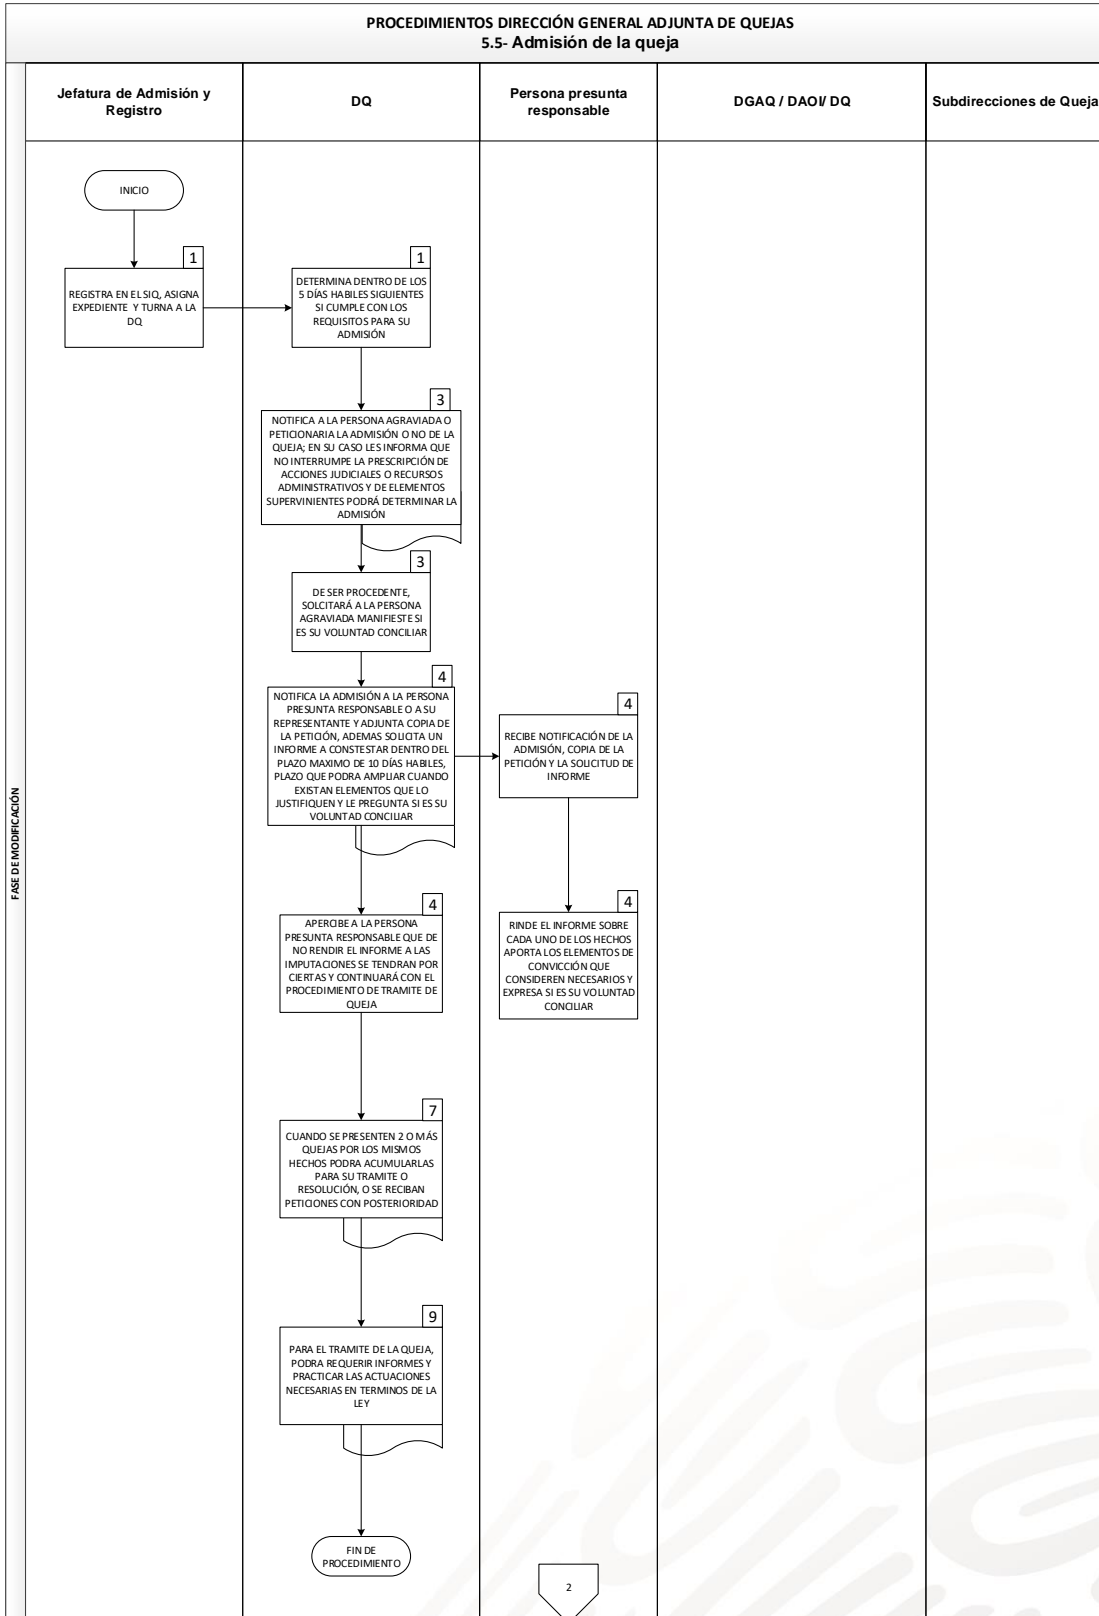 PROCEDIMIENTOS DIRECCIÓN GENERAL ADJUNTA DE QUEJAS
5.5- Admisión de la queja
Jefatura de Admisión y
Registro
DQ
Persona presunta
responsable
DGAQ / DAOI/ DQ
Subdirecciones de Queja
FASE DE MODIFICACIÓN
INICIO
1
REGISTRA EN EL SIQ, ASIGNA
EXPEDIENTE Y TURNA A LA
DQ
1
DETERMINA DENTRO DE LOS
5 DÍAS HABILES SIGUIENTES
SI CUMPLE CON LOS
REQUISITOS PARA SU
ADMISIÓN
3
NOTIFICA A LA PERSONA AGRAVIADA O
PETICIONARIA LA ADMISIÓN O NO DE LA
QUEJA; EN SU CASO LES INFORMA QUE
NO INTERRUMPE LA PRESCRIPCIÓN DE
ACCIONES JUDICIALES O RECURSOS
ADMINISTRATIVOS Y DE ELEMENTOS
SUPERVINIENTES PODRÁ DETERMINAR LA
ADMISIÓN
3
DE SER PROCEDENTE,
SOLCITARÁ A LA PERSONA
AGRAVIADA MANIFIESTE SI
ES SU VOLUNTAD CONCILIAR
4
NOTIFICA LA ADMISIÓN A LA PERSONA
PRESUNTA RESPONSABLE O A SU
REPRESENTANTE Y ADJUNTA COPIA DE
LA PETICIÓN, ADEMAS SOLICITA UN
INFORME A CONSTESTAR DENTRO DEL
PLAZO MAXIMO DE 10 DÍAS HABILES,
PLAZO QUE PODRA AMPLIAR CUANDO
EXISTAN ELEMENTOS QUE LO
JUSTIFIQUEN Y LE PREGUNTA SI ES SU
VOLUNTAD CONCILIAR
4
RECIBE NOTIFICACIÓN DE LA
ADMISIÓN, COPIA DE LA
PETICIÓN Y LA SOLICITUD DE
INFORME
4
APERCIBE A LA PERSONA
PRESUNTA RESPONSABLE QUE DE
NO RENDIR EL INFORME A LAS
IMPUTACIONES SE TENDRAN POR
CIERTAS Y CONTINUARÁ CON EL
PROCEDIMIENTO DE TRAMITE DE
QUEJA
4
RINDE EL INFORME SOBRE
CADA UNO DE LOS HECHOS
APORTA LOS ELEMENTOS DE
CONVICCIÓN QUE
CONSIDEREN NECESARIOS Y
EXPRESA SI ES SU VOLUNTAD
CONCILIAR
7
CUANDO SE PRESENTEN 2 O MÁS
QUEJAS POR LOS MISMOS
HECHOS PODRA ACUMULARLAS
PARA SU TRAMITE O
RESOLUCIÓN, O SE RECIBAN
PETICIONES CON POSTERIORIDAD
9
PARA EL TRAMITE DE LA QUEJA,
PODRA REQUERIR INFORMES Y
PRACTICAR LAS ACTUACIONES
NECESARIAS EN TERMINOS DE LA
LEY
FIN DE
PROCEDIMIENTO
2